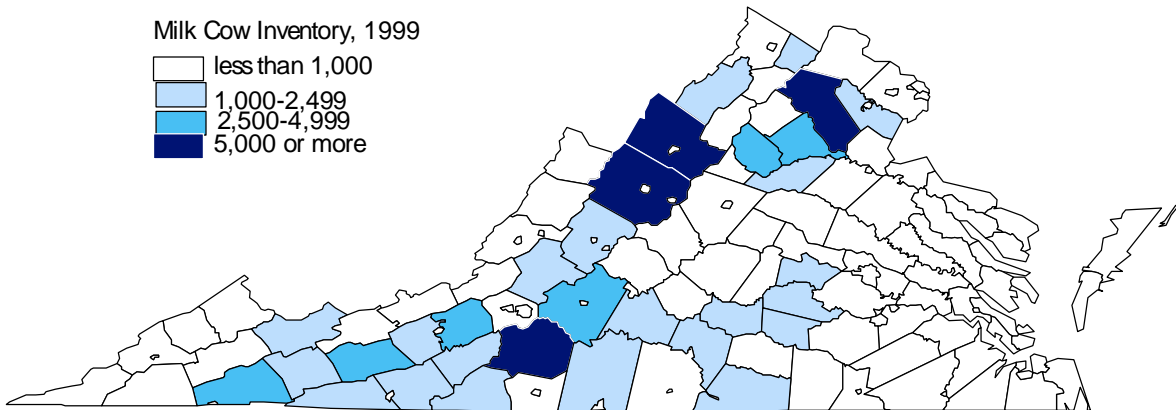 Milk Cow Inventory, 1999
less than 1,000
1,000-2,499
2,500-4,999
5,000 or more